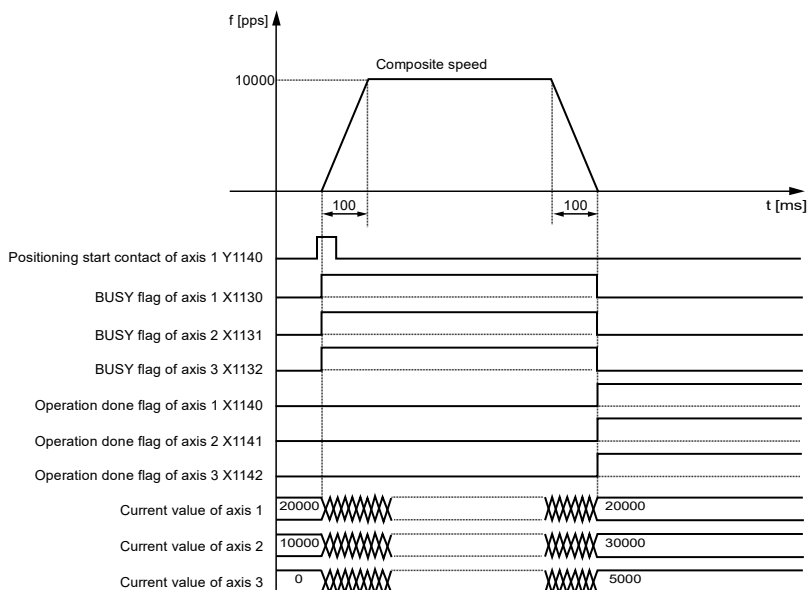 f [pps]
Composite speed
10000
t [ms]
100 100
Positioning start contact of axis 1 Y1140
BUSY flag of axis 1 X1130
BUSY flag of axis 2 X1131
BUSY flag of axis 3 X1132
Operation done flag of axis 1 X1140
Operation done flag of axis 2 X1141
Operation done flag of axis 3 X1142
Current value of axis 1 20000 20000
Current value of axis 2 10000 30000
Current value of axis 3 0 5000